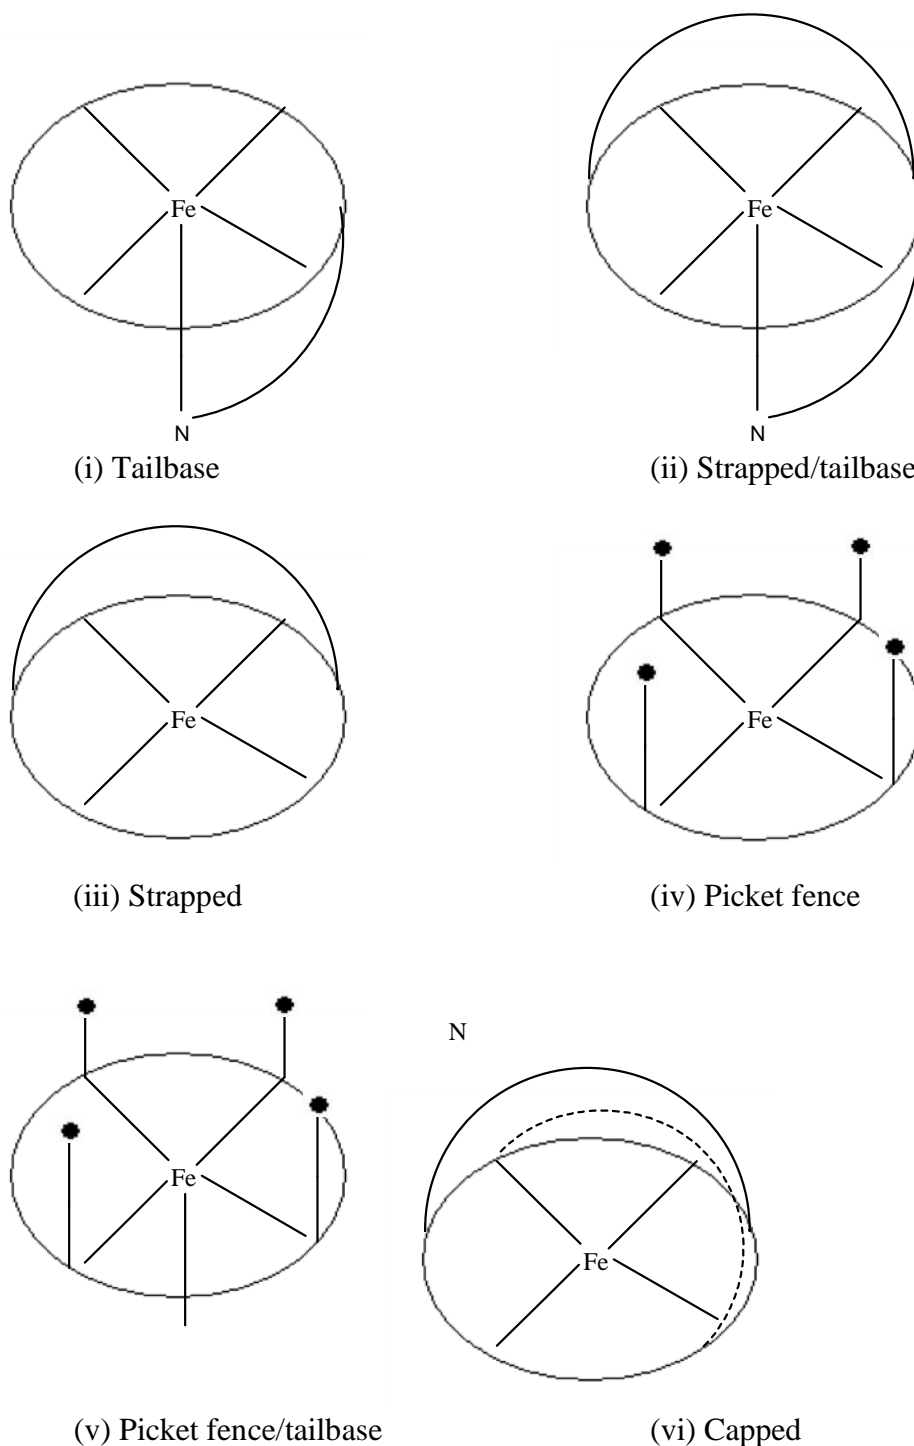 Fe
Fe
N
N
(i) Tailbase
(ii) Strapped/tailbase
Fe
Fe
(iii) Strapped
(iv) Picket fence
N
Fe
Fe
(v) Picket fence/tailbase
(vi) Capped